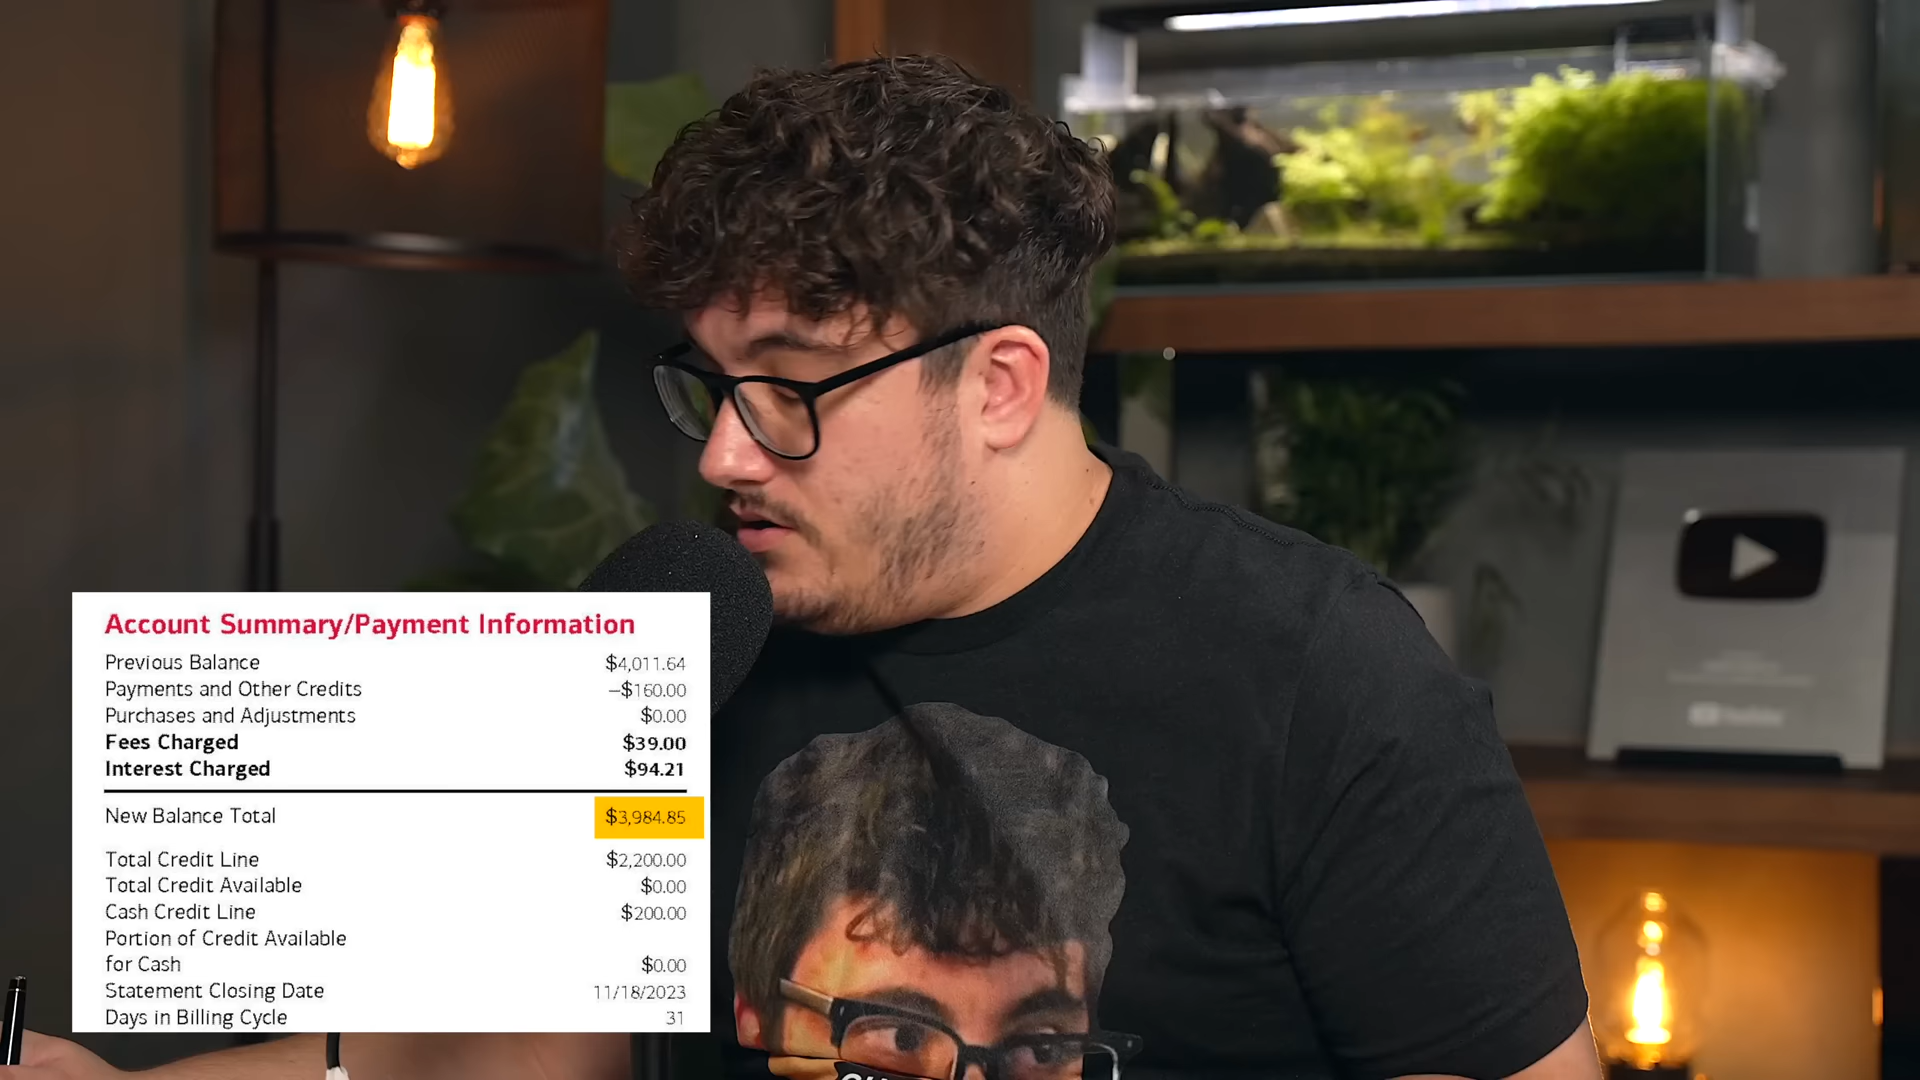 Account Summary/Payment Information
Previous Balance $4,011.64
Payments and Other Credits –$160.00
Purchases and Adjustments $0.00
Fees Charged $39.00
Interest Charged $94.21
New Balance Total $3,984.85
Total Credit Line $2,200.00
Total Credit Available $0.00
Cash Credit Line $200.00
Portion of Credit Available
for Cash $0.00
Statement Closing Date 11/18/2023
Days in Billing Cycle 31